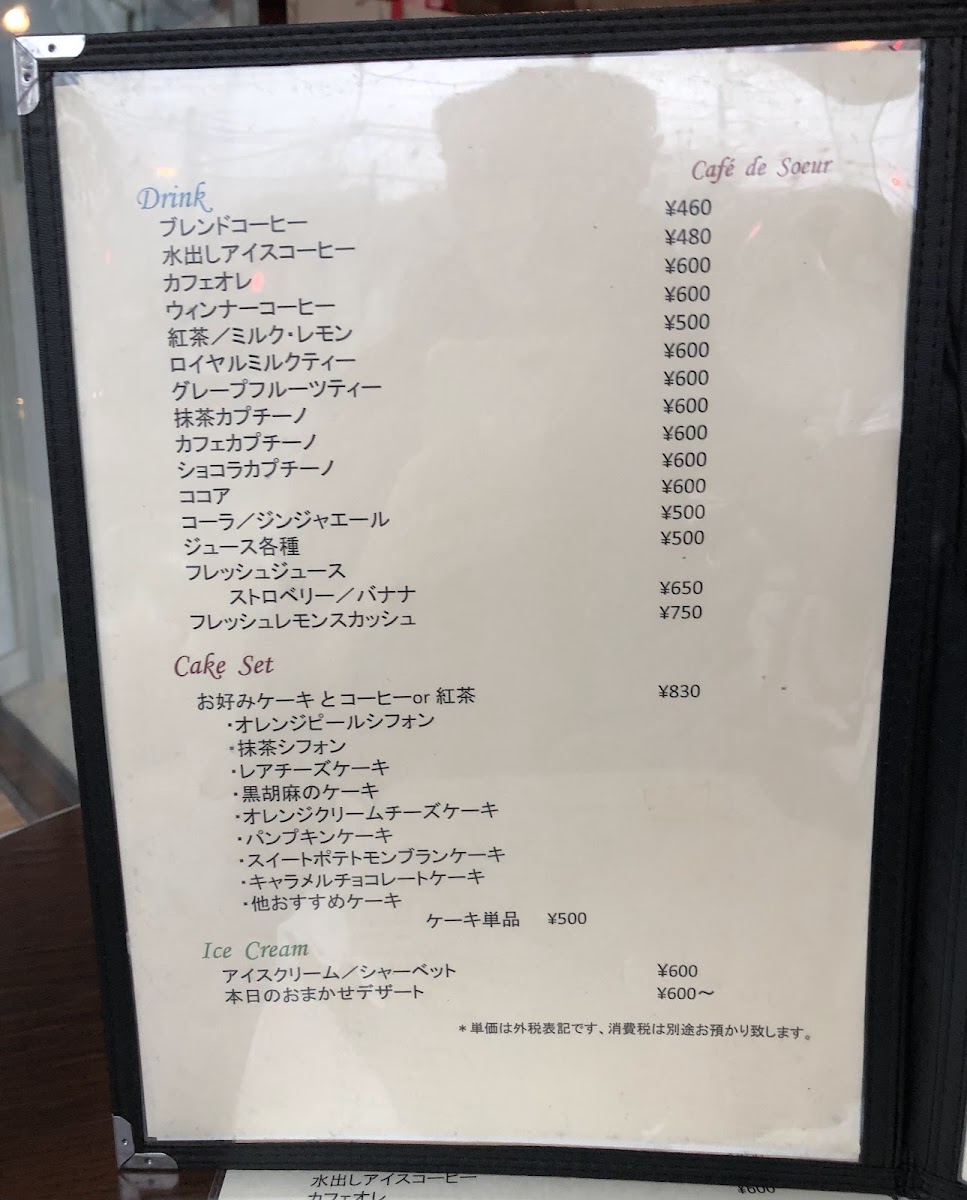 Café de Soeur
Drink
ブレンドコーヒー ¥460
水出しアイスコーヒー ¥480
カフェオレ ¥600
ウィンナーコーヒー ¥600
紅茶／ミルク・レモン ¥500
ロイヤルミルクティー ¥600
グレープフルーツティー ¥600
抹茶カプチーノ ¥600
カフェカプチーノ ¥600
ショコラカプチーノ ¥600
ココア ¥600
コーラ／ジンジャエール ¥500
ジュース各種 ¥500
フレッシュジュース
ストロベリー／バナナ ¥650
フレッシュレモンスカッシュ ¥750
Cake Set
お好みケーキ と コーヒーor 紅茶 ¥830
・オレンジピールシフォン
・抹茶シフォン
・レアチーズケーキ
・黒胡麻のケーキ
・オレンジクリームチーズケーキ
・パンプキンケーキ
・スイートポテトモンブランケーキ
・キャラメルチョコレートケーキ
・他おすすめケーキ
ケーキ単品 ¥500
Ice Cream
アイスクリーム／シャーベット ¥600
本日のおまかせデザート ¥600～
＊単価は外税表記です、消費税は別途お預かり致します。
水出しアイスコーヒー
カフェオレ ¥600